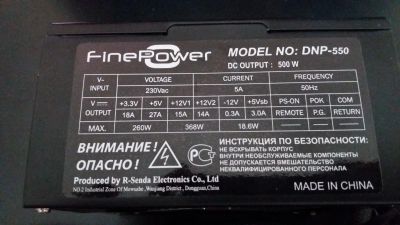 FinePower
MODEL NO: DNP-550
DC OUTPUT : 500 W
V~ INPUT VOLTAGE CURRENT FREQUENCY
230Vac 5A 50Hz
V OUTPUT +3.3V +5V +12V1 +12V2 -12V +5Vsb PS-ON POK COM
18A 27A 15A 14A 0.3A 3.0A REMOTE P.G. RETURN
MAX. 260W 368W 18.6W
ВНИМАНИЕ!
ОПАСНО!
ИНСТРУКЦИЯ ПО БЕЗОПАСНОСТИ:
НЕ ВСКРЫВАТЬ КОРПУС
ВНУТРИ НЕОБСЛУЖИВАЕМЫЕ КОМПОНЕНТЫ
НЕ ДОПУСКАТЬ ВМЕШАТЕЛЬСТВО
НЕКВАЛИФИЦИРОВАННОГО ПЕРСОНАЛА
Produced by R-Senda Electronics Co., Ltd
NO.2 Industrial Zone Of Mowuahe ,Wanjiang District , Dongguan,China
MADE IN CHINA